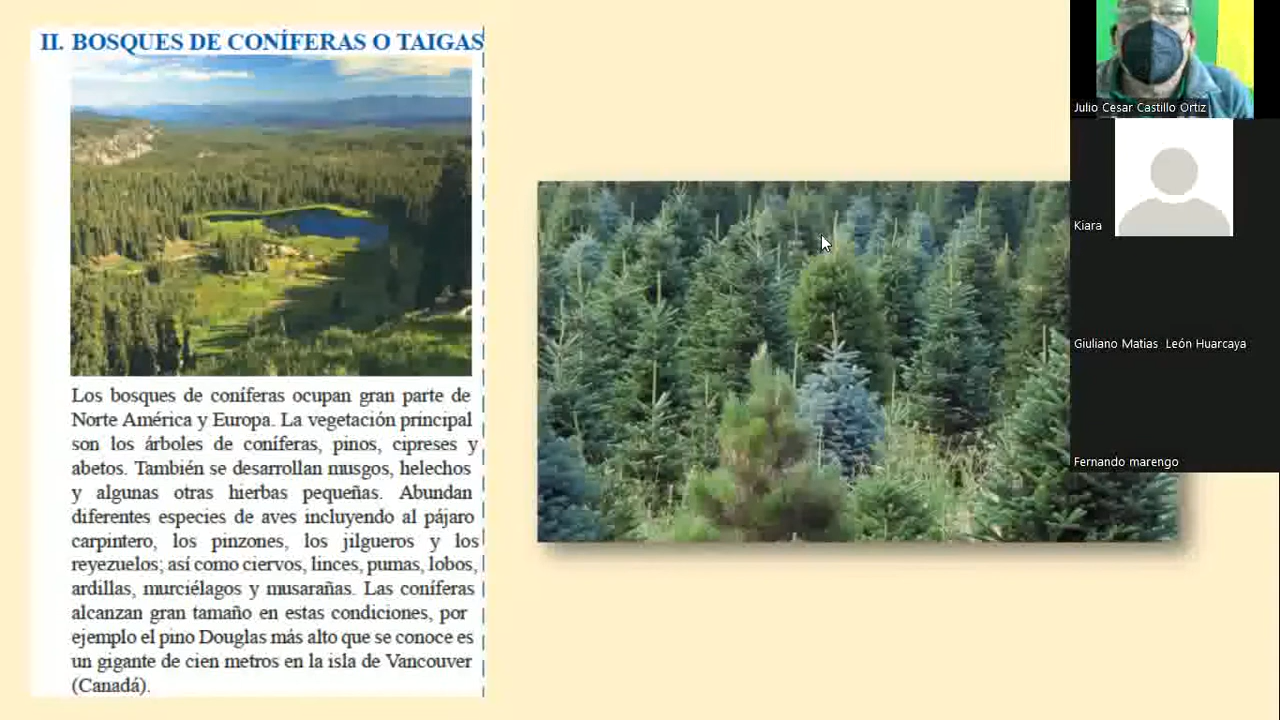 II. BOSQUES DE CONÍFERAS O TAIGAS
Los bosques de coníferas ocupan gran parte de
Norte América y Europa. La vegetación principal
son los árboles de coníferas, pinos, cipreses y
abetos. También se desarrollan musgos, helechos
y algunas otras hierbas pequeñas. Abundan
diferentes especies de aves incluyendo al pájaro
carpintero, los pinzones, los jilgueros y los
reyezuelos; así como ciervos, linces, pumas, lobos,
ardillas, murciélagos y musarañas. Las coníferas
alcanzan gran tamaño en estas condiciones, por
ejemplo el pino Douglas más alto que se conoce es
un gigante de cien metros en la isla de Vancouver
(Canadá).
Julio Cesar Castillo Ortiz
Kiara
Giuliano Matias León Huarcaya
Fernando marengo